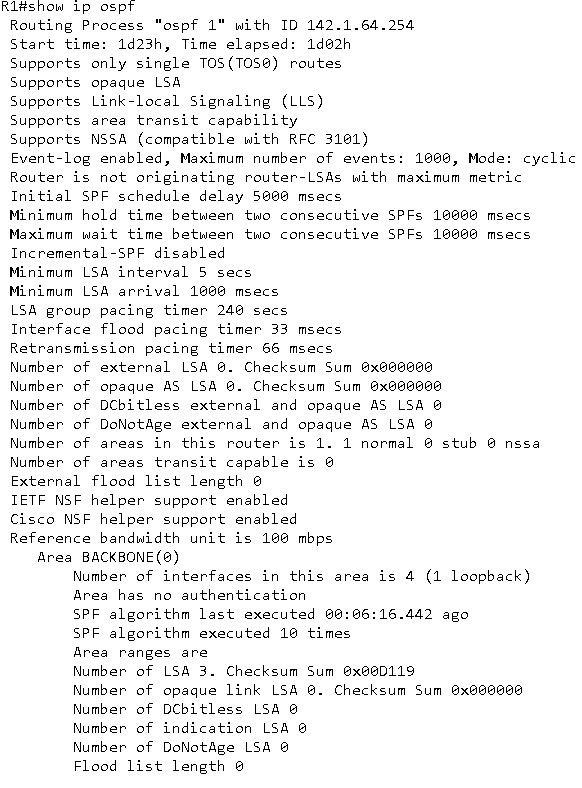 R1#show ip ospf
Routing Process "ospf 1" with ID 142.1.64.254
Start time: 1d23h, Time elapsed: 1d02h
Supports only single TOS(TOS0) routes
Supports opaque LSA
Supports Link-local Signaling (LLS)
Supports area transit capability
Supports NSSA (compatible with RFC 3101)
Event-log enabled, Maximum number of events: 1000, Mode: cyclic
Router is not originating router-LSAs with maximum metric
Initial SPF schedule delay 5000 msecs
Minimum hold time between two consecutive SPFs 10000 msecs
Maximum wait time between two consecutive SPFs 10000 msecs
Incremental-SPF disabled
Minimum LSA interval 5 secs
Minimum LSA arrival 1000 msecs
LSA group pacing timer 240 secs
Interface flood pacing timer 33 msecs
Retransmission pacing timer 66 msecs
Number of external LSA 0. Checksum Sum 0x000000
Number of opaque AS LSA 0. Checksum Sum 0x000000
Number of DCbitless external and opaque AS LSA 0
Number of DoNotAge external and opaque AS LSA 0
Number of areas in this router is 1. 1 normal 0 stub 0 nssa
Number of areas transit capable is 0
External flood list length 0
IETF NSF helper support enabled
Cisco NSF helper support enabled
Reference bandwidth unit is 100 mbps
Area BACKBONE(0)
Number of interfaces in this area is 4 (1 loopback)
Area has no authentication
SPF algorithm last executed 00:06:16.442 ago
SPF algorithm executed 10 times
Area ranges are
Number of LSA 3. Checksum Sum 0x00D119
Number of opaque link LSA 0. Checksum Sum 0x000000
Number of DCbitless LSA 0
Number of indication LSA 0
Number of DoNotAge LSA 0
Flood list length 0